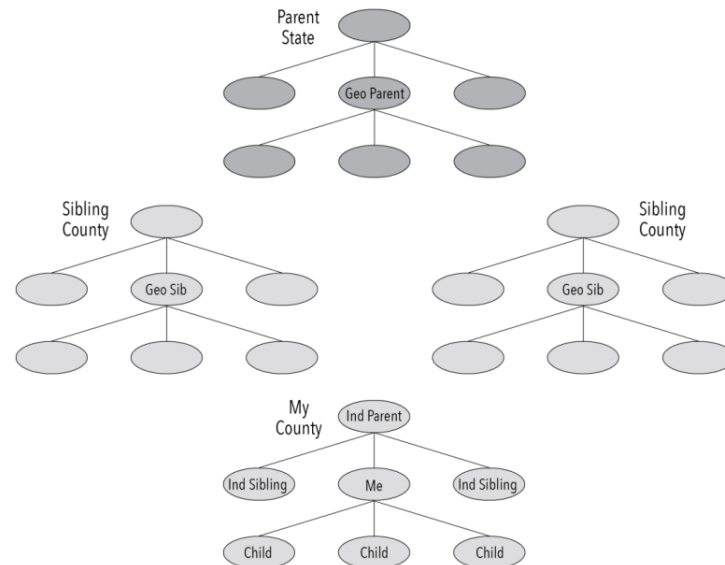 Parent
State
Geo Parent
Sibling
County
Geo Sib
Sibling
County
Geo Sib
My
County
Ind Parent
Ind Sibling
Me
Ind Sibling
Child
Child
Child